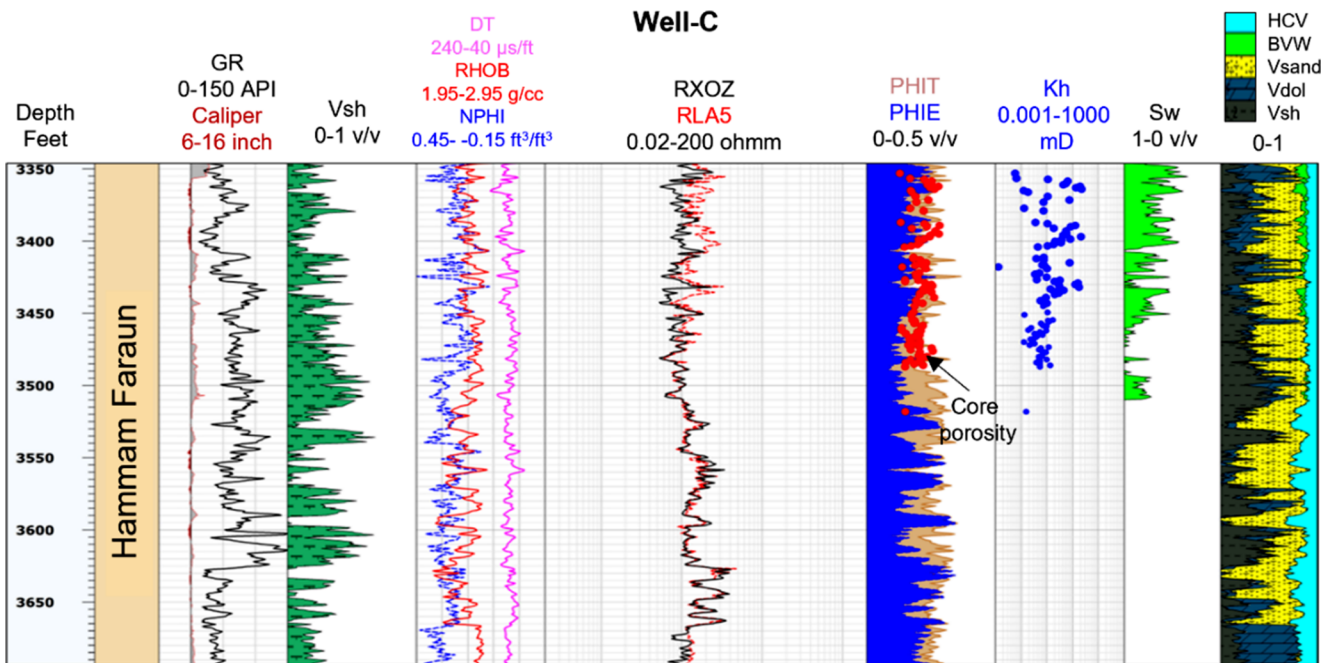 Well-C
Depth
Feet
GR
0-150 API
Caliper
6-16 inch
Vsh
0-1 v/v
DT
240-40 µs/ft
RHOB
1.95-2.95 g/cc
NPHI
0.45- -0.15 ft³/ft³
RXOZ
RLA5
0.02-200 ohmm
PHIT
PHIE
0-0.5 v/v
Kh
0.001-1000
mD
Sw
1-0 v/v
HCV
BVW
Vsand
Vdol
Vsh
0-1
3350
3400
3450
3500
3550
3600
3650
Hammam Faraun
Core
porosity